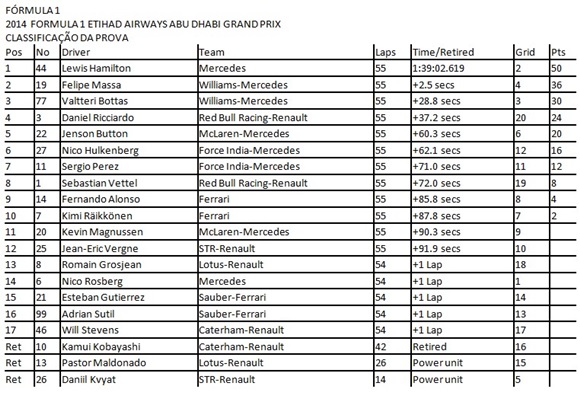 FÓRMULA 1
2014 FORMULA 1 ETIHAD AIRWAYS ABU DHABI GRAND PRIX
CLASSIFICAÇÃO DA PROVA
Pos No Driver Team Laps Time/Retired Grid Pts
1 44 Lewis Hamilton Mercedes 55 1:39:02.619 2 50
2 19 Felipe Massa Williams-Mercedes 55 +2.5 secs 4 36
3 77 Valtteri Bottas Williams-Mercedes 55 +28.8 secs 3 30
4 3 Daniel Ricciardo Red Bull Racing-Renault 55 +37.2 secs 20 24
5 22 Jenson Button McLaren-Mercedes 55 +60.3 secs 6 20
6 27 Nico Hulkenberg Force India-Mercedes 55 +62.1 secs 12 16
7 11 Sergio Perez Force India-Mercedes 55 +71.0 secs 11 12
8 1 Sebastian Vettel Red Bull Racing-Renault 55 +72.0 secs 19 8
9 14 Fernando Alonso Ferrari 55 +85.8 secs 8 4
10 7 Kimi Räikkönen Ferrari 55 +87.8 secs 7 2
11 20 Kevin Magnussen McLaren-Mercedes 55 +90.3 secs 9
12 25 Jean-Eric Vergne STR-Renault 55 +91.9 secs 10
13 8 Romain Grosjean Lotus-Renault 54 +1 Lap 18
14 6 Nico Rosberg Mercedes 54 +1 Lap 1
15 21 Esteban Gutierrez Sauber-Ferrari 54 +1 Lap 14
16 99 Adrian Sutil Sauber-Ferrari 54 +1 Lap 13
17 46 Will Stevens Caterham-Renault 54 +1 Lap 17
Ret 10 Kamui Kobayashi Caterham-Renault 42 Retired 16
Ret 13 Pastor Maldonado Lotus-Renault 26 Power unit 15
Ret 26 Daniil Kvyat STR-Renault 14 Power unit 5